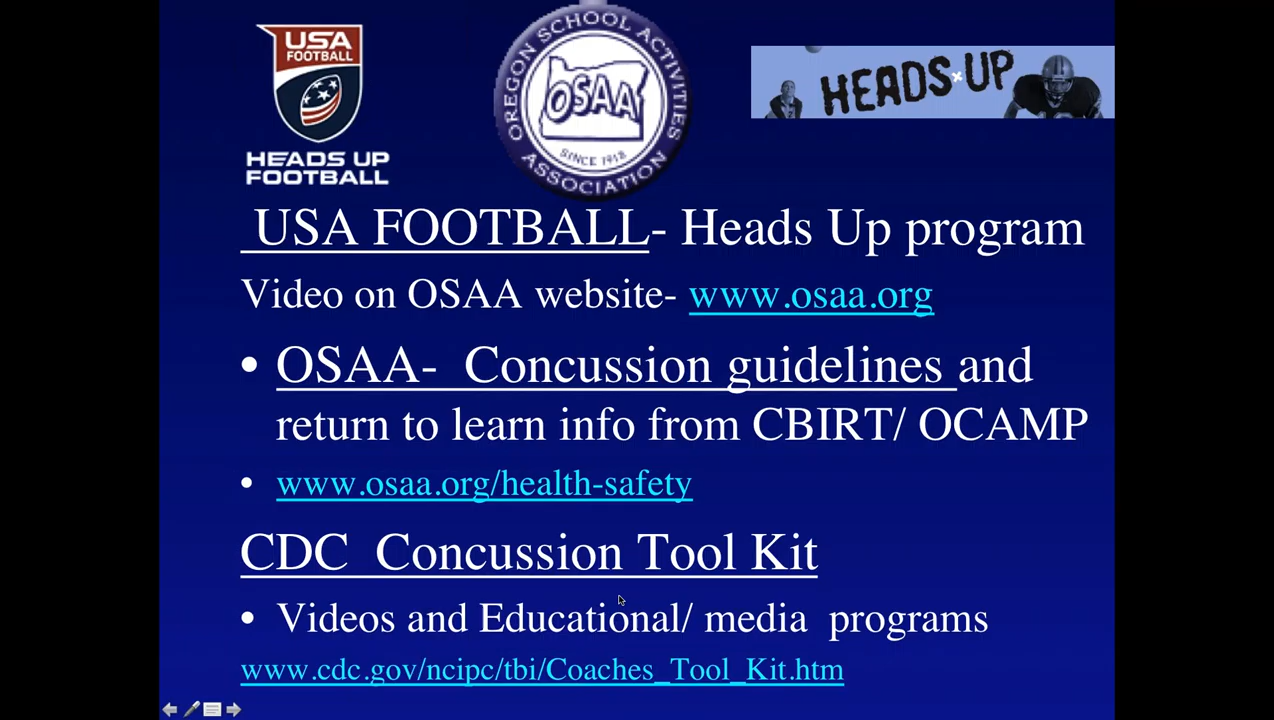 USA
FOOTBALL
HEADS UP
FOOTBALL
OREGON SCHOOL ACTIVITIES
OSAA
SINCE 1918
ASSOCIATION
HEADS UP
USA FOOTBALL- Heads Up program
Video on OSAA website- www.osaa.org
• OSAA-  Concussion guidelines and
return to learn info from CBIRT/ OCAMP
• www.osaa.org/health-safety
CDC  Concussion Tool Kit
• Videos and Educational/ media  programs
www.cdc.gov/ncipc/tbi/Coaches_Tool_Kit.htm